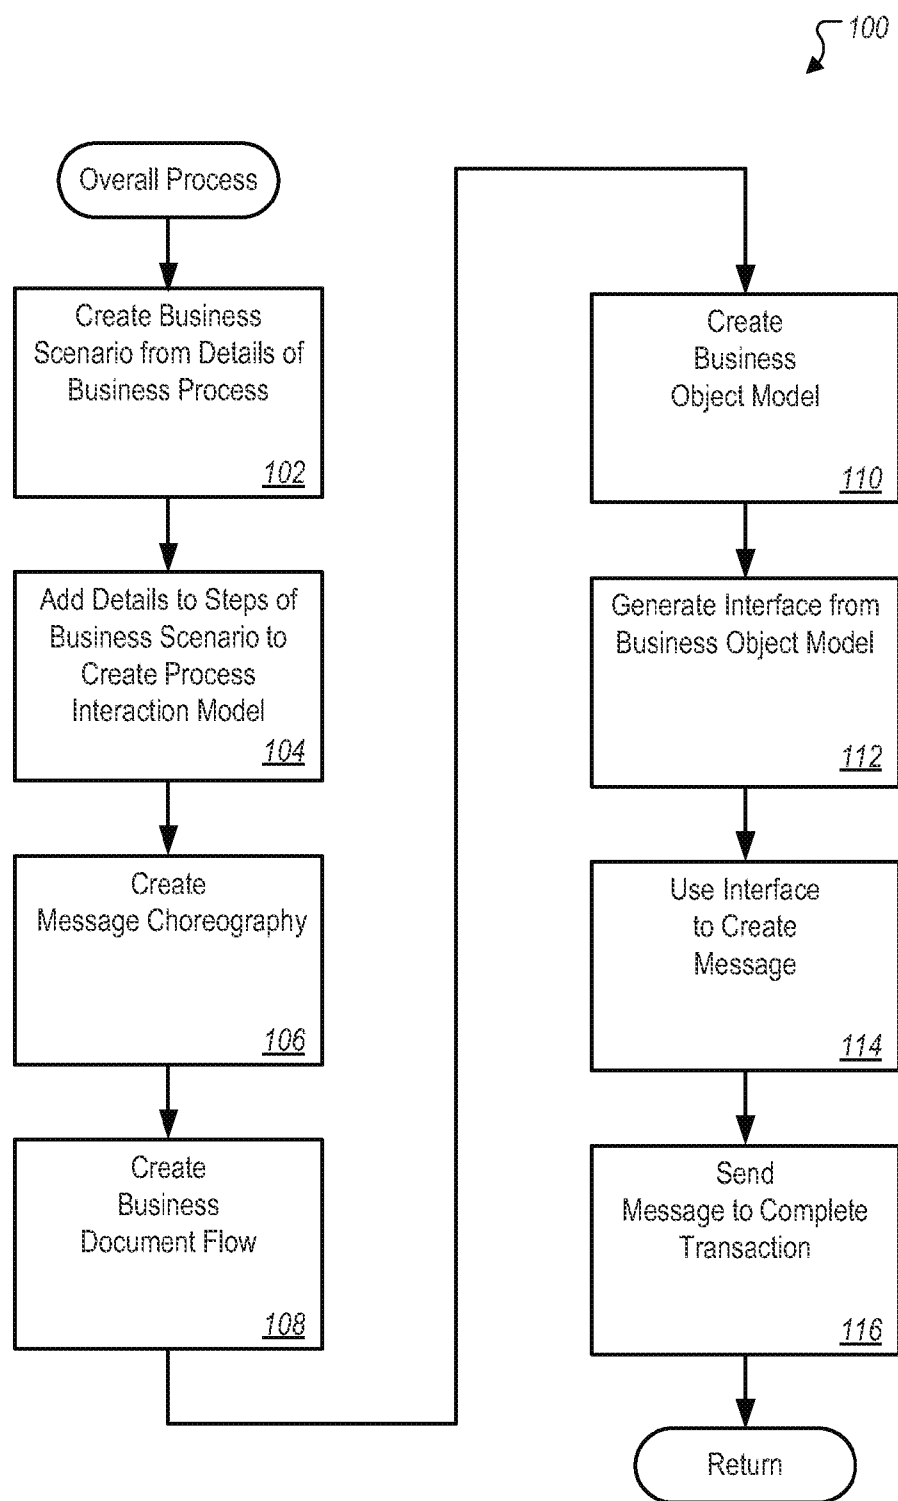 100
Overall Process
Create Business
Scenario from Details of
Business Process
102
Add Details to Steps of
Business Scenario to
Create Process
Interaction Model
104
Create
Message Choreography
106
Create
Business
Document Flow
108
Create
Business
Object Model
110
Generate Interface from
Business Object Model
112
Use Interface
to Create
Message
114
Send
Message to Complete
Transaction
116
Return